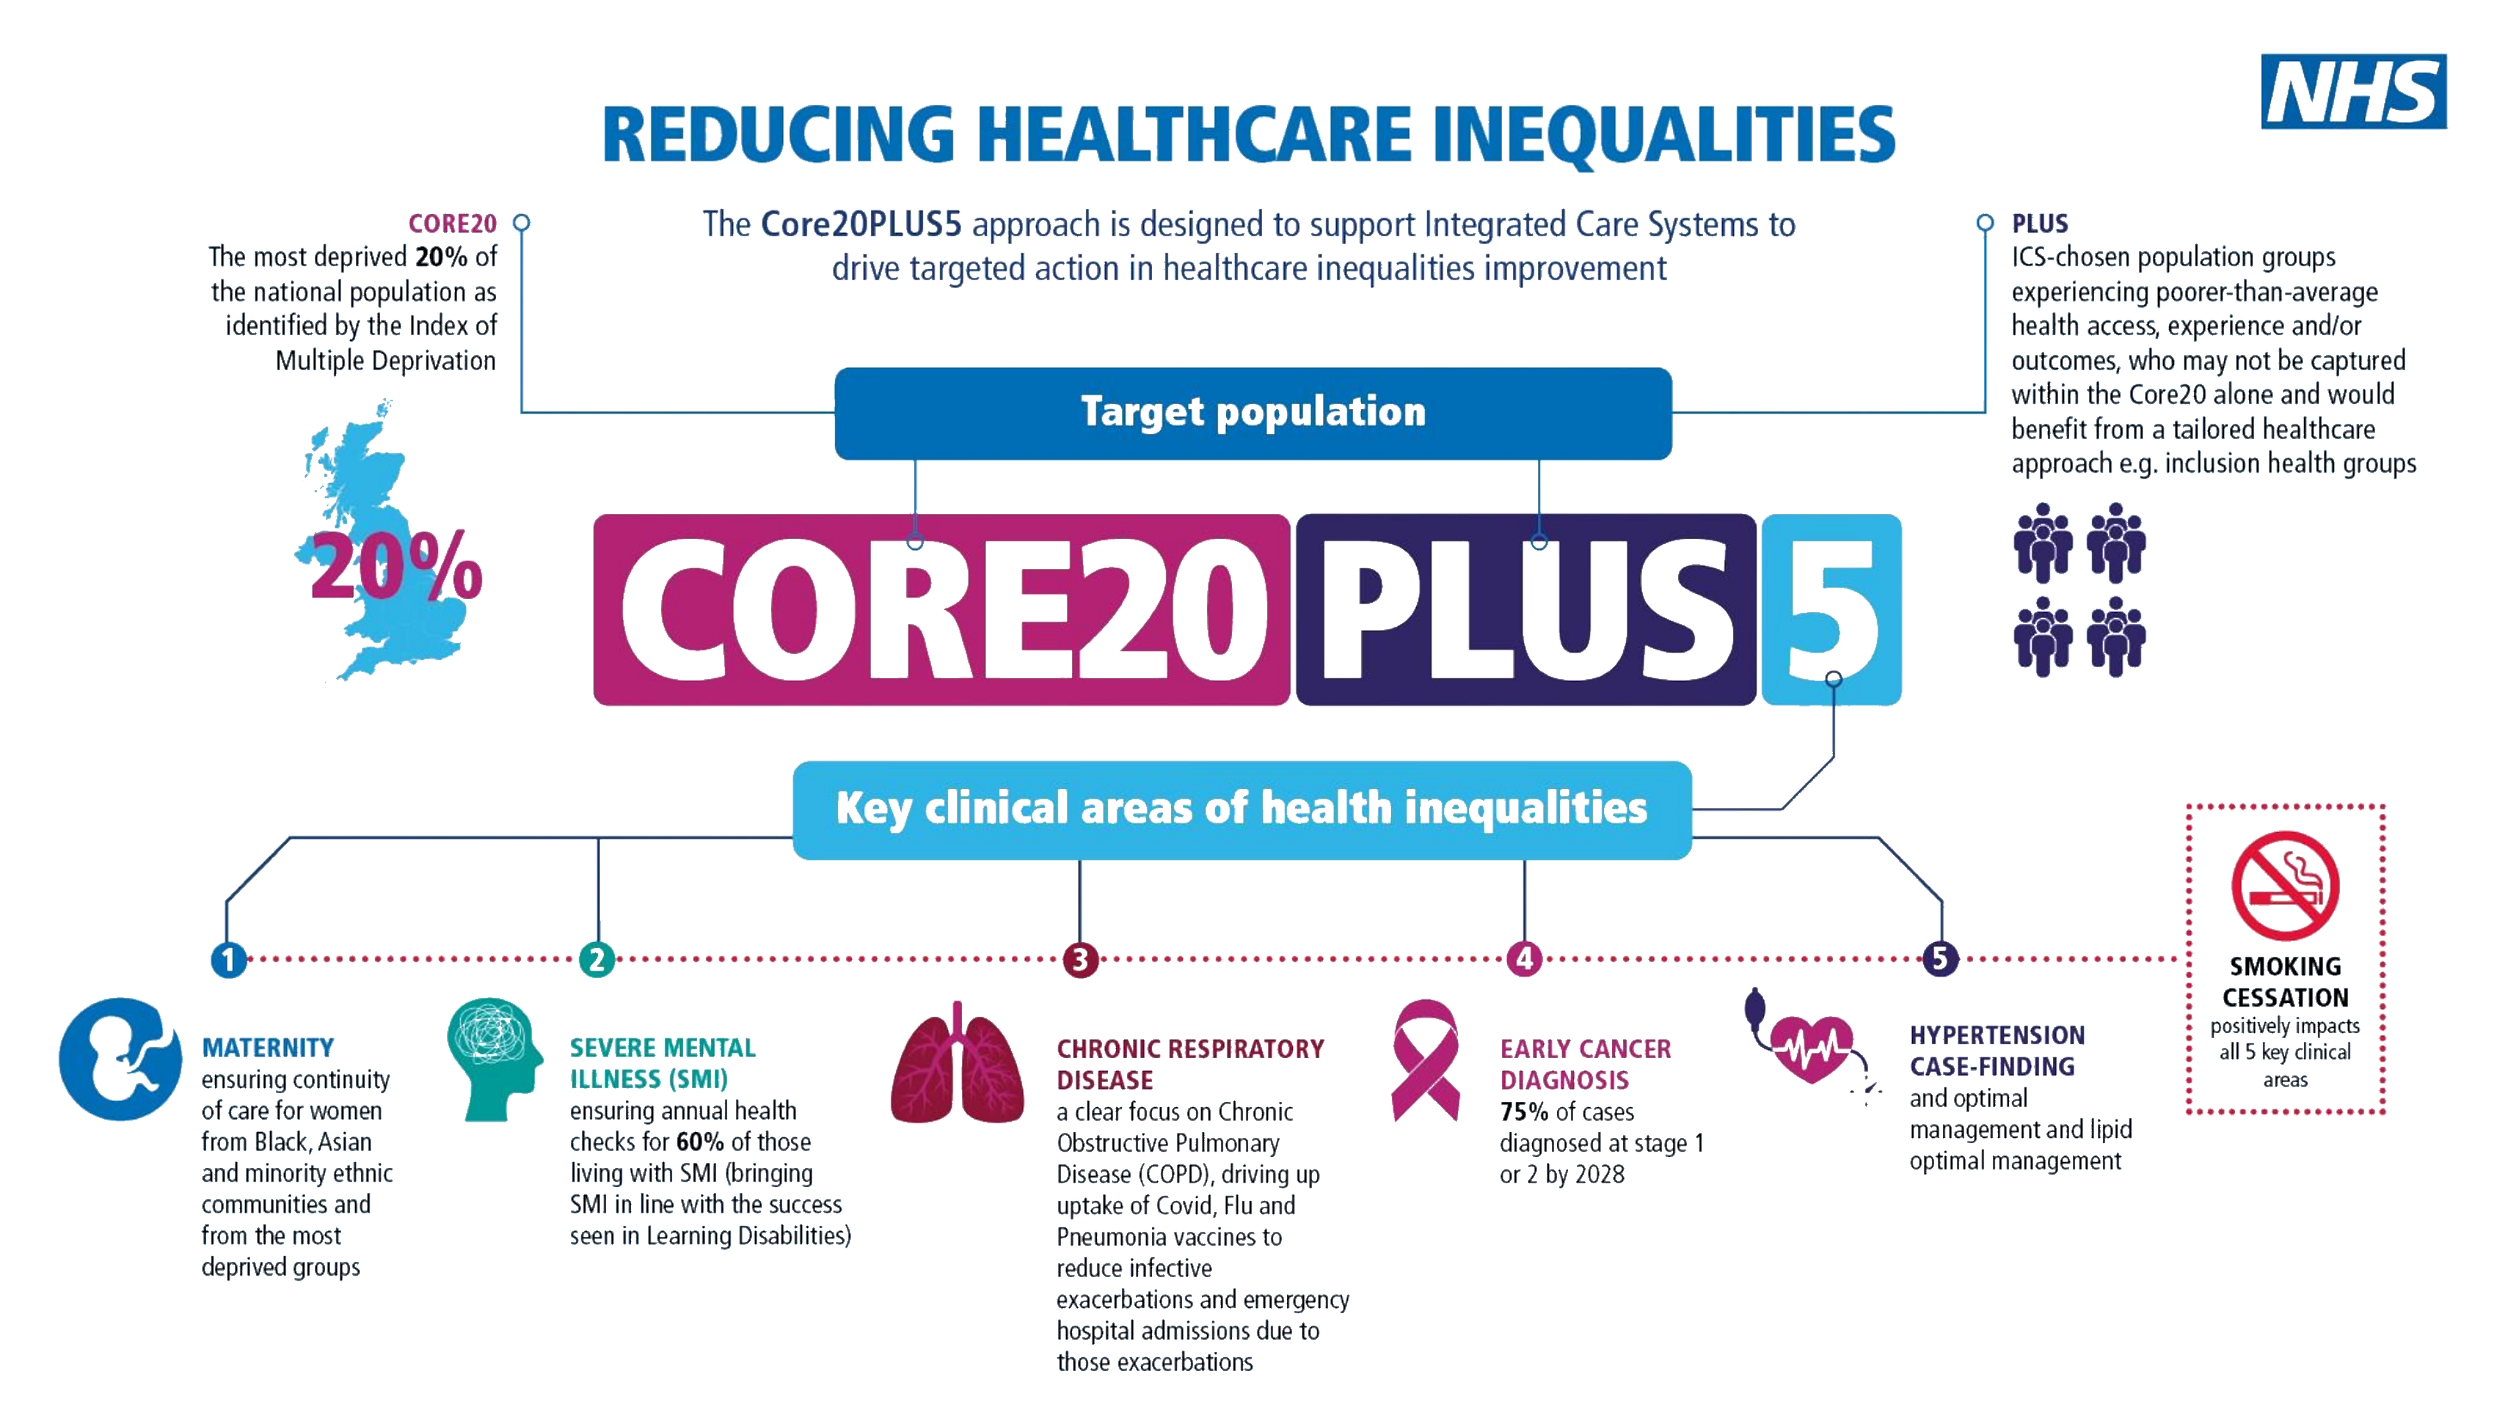 NHS
REDUCING HEALTHCARE INEQUALITIES
The Core20PLUS5 approach is designed to support Integrated Care Systems to
drive targeted action in healthcare inequalities improvement
CORE20
The most deprived 20% of
the national population as
identified by the Index of
Multiple Deprivation
20%
PLUS
ICS-chosen population groups
experiencing poorer-than-average
health access, experience and/or
outcomes, who may not be captured
within the Core20 alone and would
benefit from a tailored healthcare
approach e.g. inclusion health groups
Target population
CORE20 PLUS 5
Key clinical areas of health inequalities
1
MATERNITY
ensuring continuity
of care for women
from Black, Asian
and minority ethnic
communities and
from the most
deprived groups
2
SEVERE MENTAL
ILLNESS (SMI)
ensuring annual health
checks for 60% of those
living with SMI (bringing
SMI in line with the success
seen in Learning Disabilities)
3
CHRONIC RESPIRATORY
DISEASE
a clear focus on Chronic
Obstructive Pulmonary
Disease (COPD), driving up
uptake of Covid, Flu and
Pneumonia vaccines to
reduce infective
exacerbations and emergency
hospital admissions due to
those exacerbations
4
EARLY CANCER
DIAGNOSIS
75% of cases
diagnosed at stage 1
or 2 by 2028
5
HYPERTENSION
CASE-FINDING
and optimal
management and lipid
optimal management
SMOKING
CESSATION
positively impacts
all 5 key clinical
areas